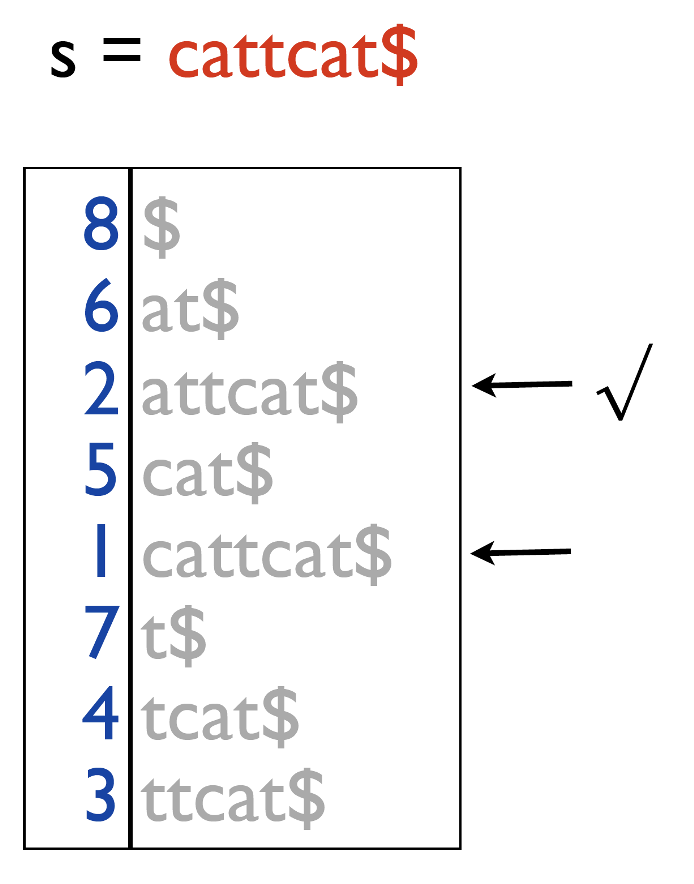 s = cattcat$
8 $
6 at$
2 attcat$ ← √
5 cat$
1 cattcat$ ←
7 t$
4 tcat$
3 ttcat$